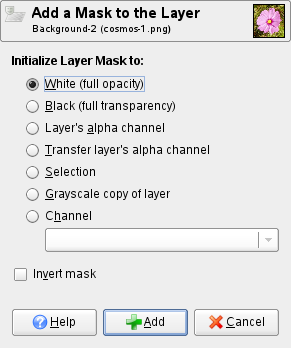 Add a Mask to the Layer
Background-2 (cosmos-1.png)
Initialize Layer Mask to:
White (full opacity)
Black (full transparency)
Layer's alpha channel
Transfer layer's alpha channel
Selection
Grayscale copy of layer
Channel
Invert mask
Help
Add
Cancel